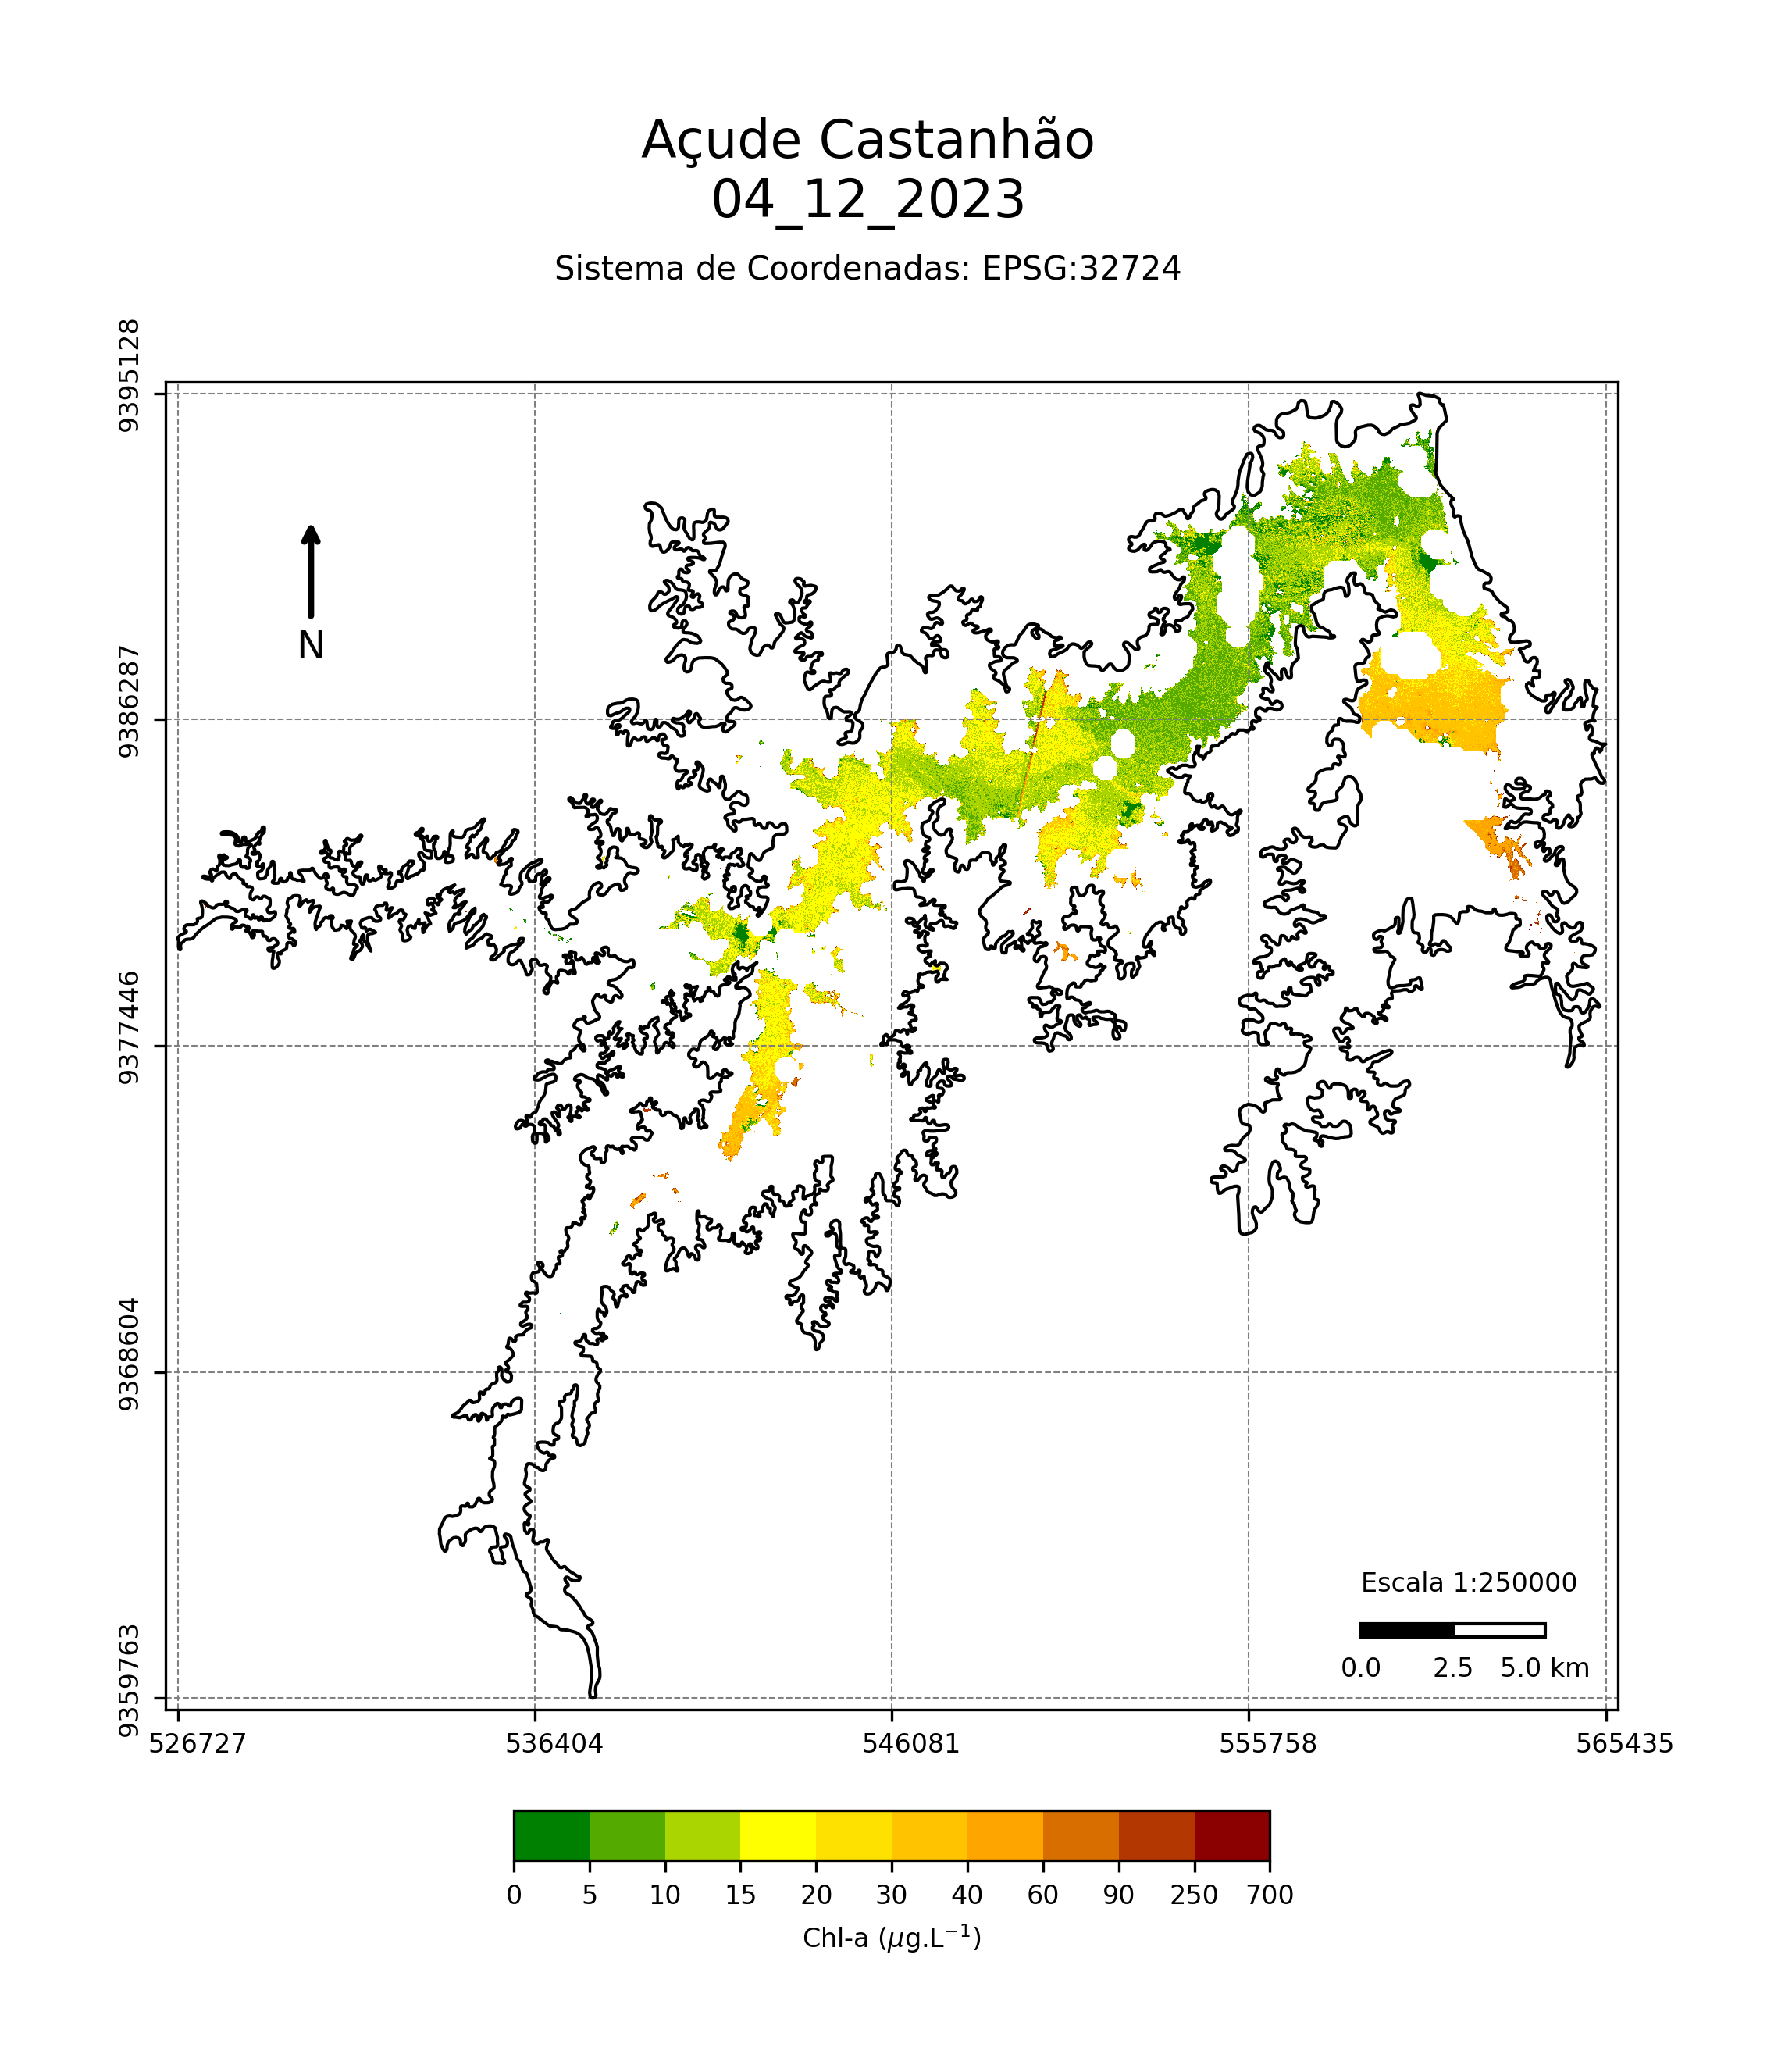 Açude Castanhão
04_12_2023
Sistema de Coordenadas: EPSG:32724
9395128
9386287
9377446
9368604
9359763
N
Escala 1:250000
0.0 2.5 5.0 km
526727 536404 546081 555758 565435
0 5 10 15 20 30 40 60 90 250 700
Chl-a (μg.L⁻¹)